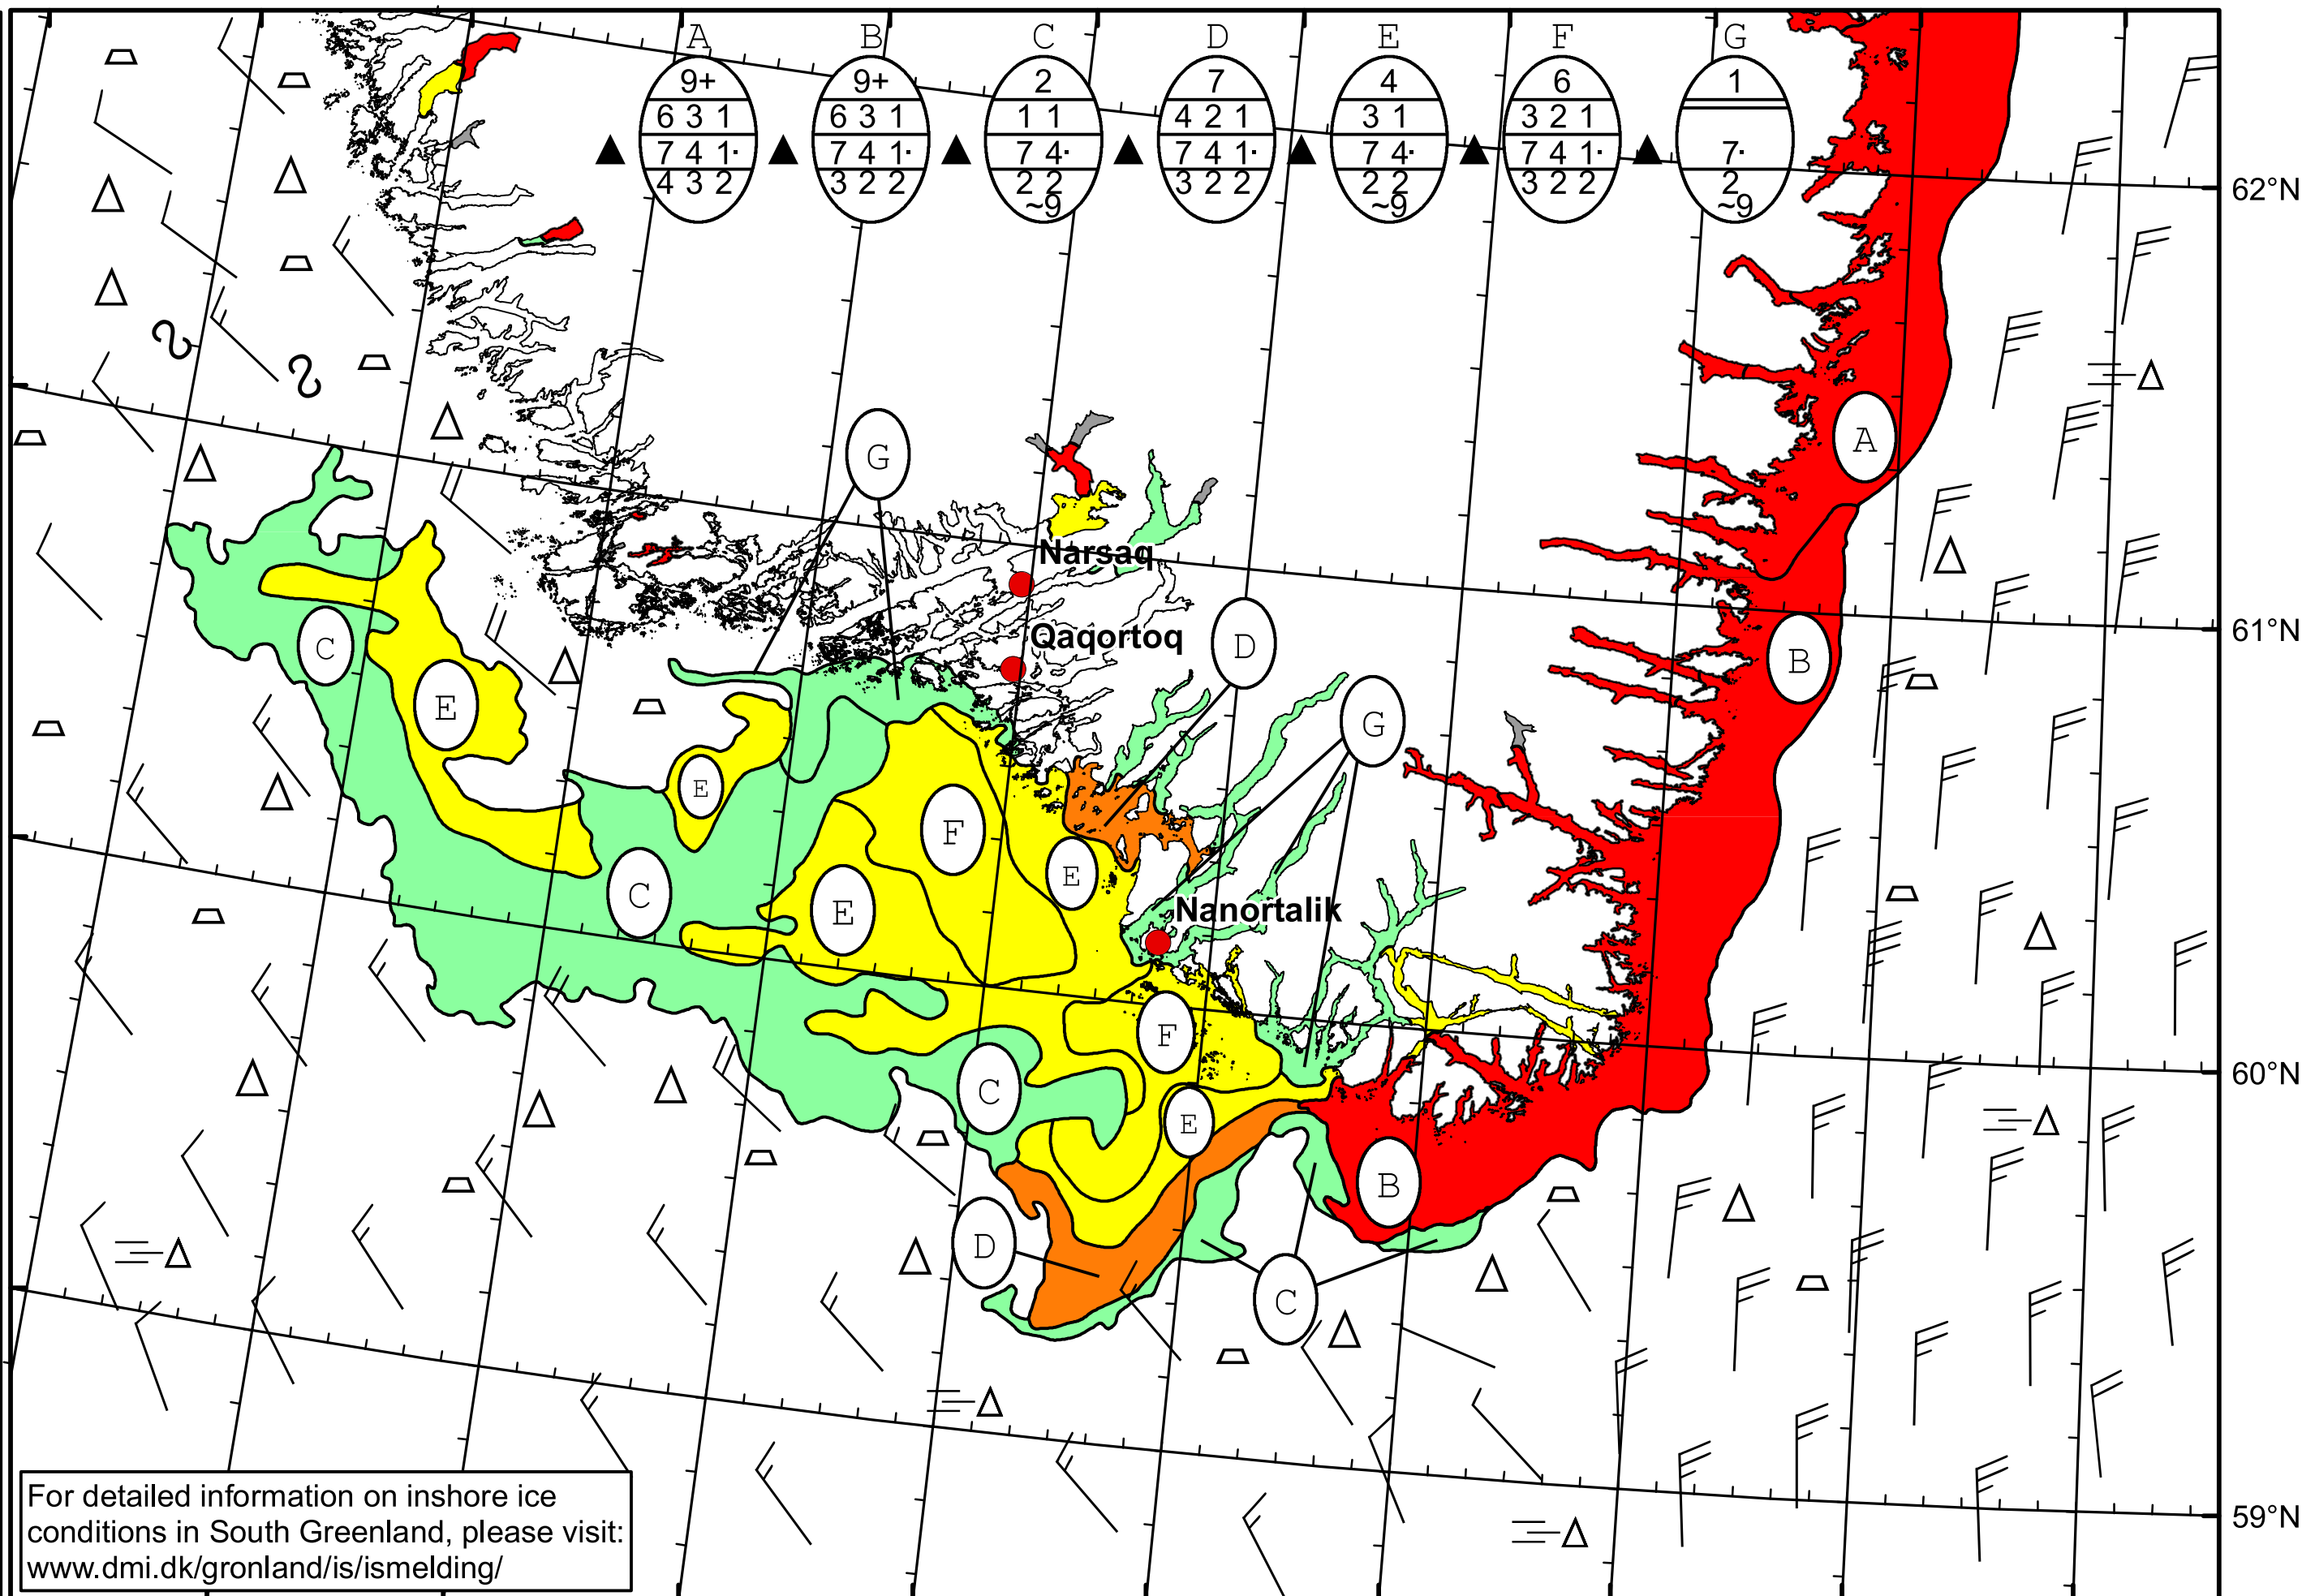 A B C D E F G
9+ 9+ 2 7 4 6 1
6 3 1 6 3 1 1 1 4 2 1 3 1 3 2 1
7 4 1· 7 4 1· 7 4· 7 4 1· 7 4· 7 4 1· 7·
4 3 2 3 2 2 2 2 3 2 2 2 2 3 2 2 2
~9 ~9 ~9
62°N
A
G
Narsaq
61°N
Qaqortoq
C
D
B
E
G
E
F
E
C
E
Nanortalik
F
60°N
C
E
B
D
C
For detailed information on inshore ice
conditions in South Greenland, please visit:
www.dmi.dk/gronland/is/ismelding/
59°N